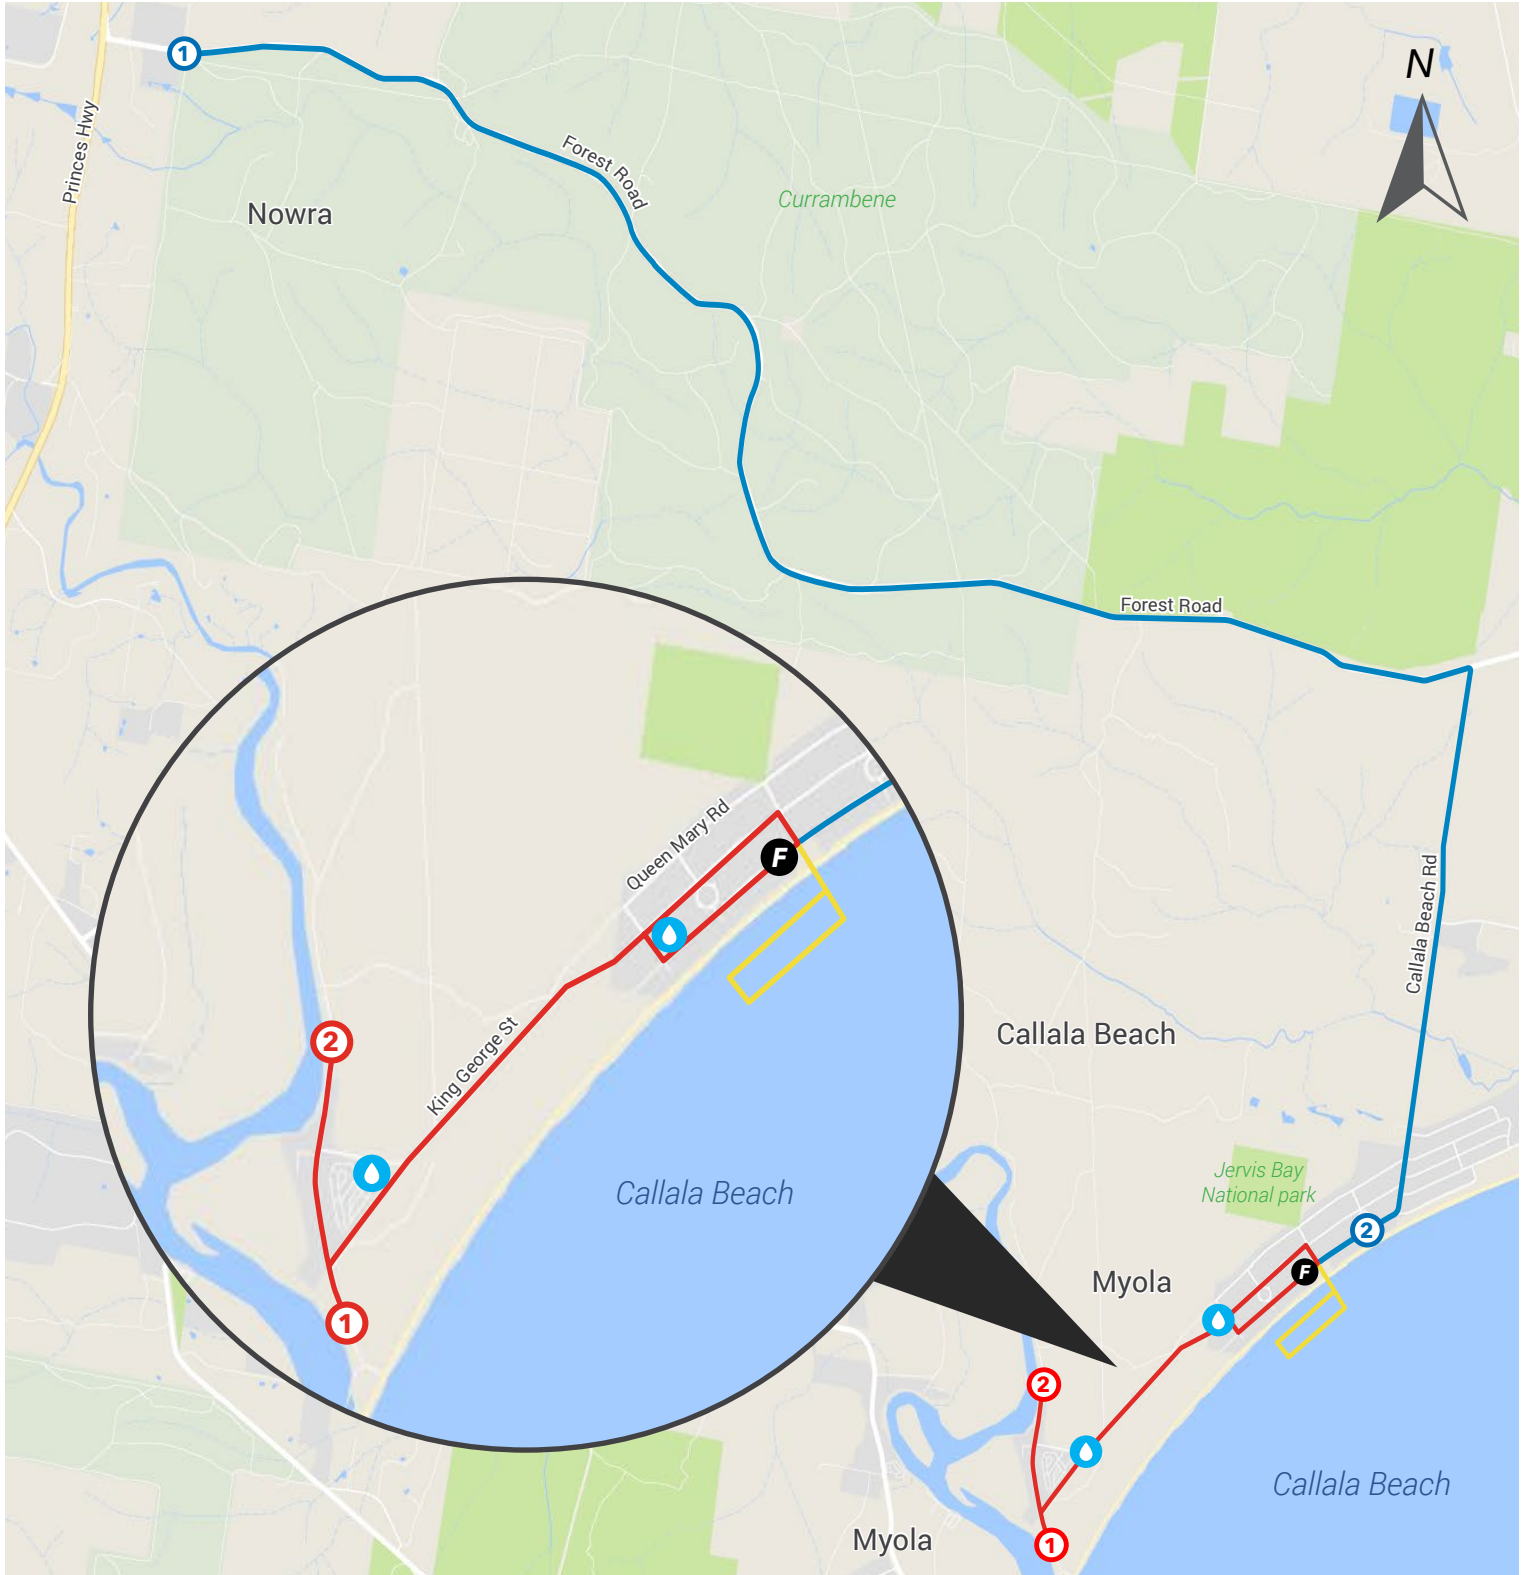 N
1
Princes Hwy
Forest Road
Nowra
Currambene
Forest Road
Queen Mary Rd
F
Callala Beach Rd
2
King George St
Callala Beach
Callala Beach
Jervis Bay
National park
2
Myola
F
1
2
Callala Beach
Myola
1